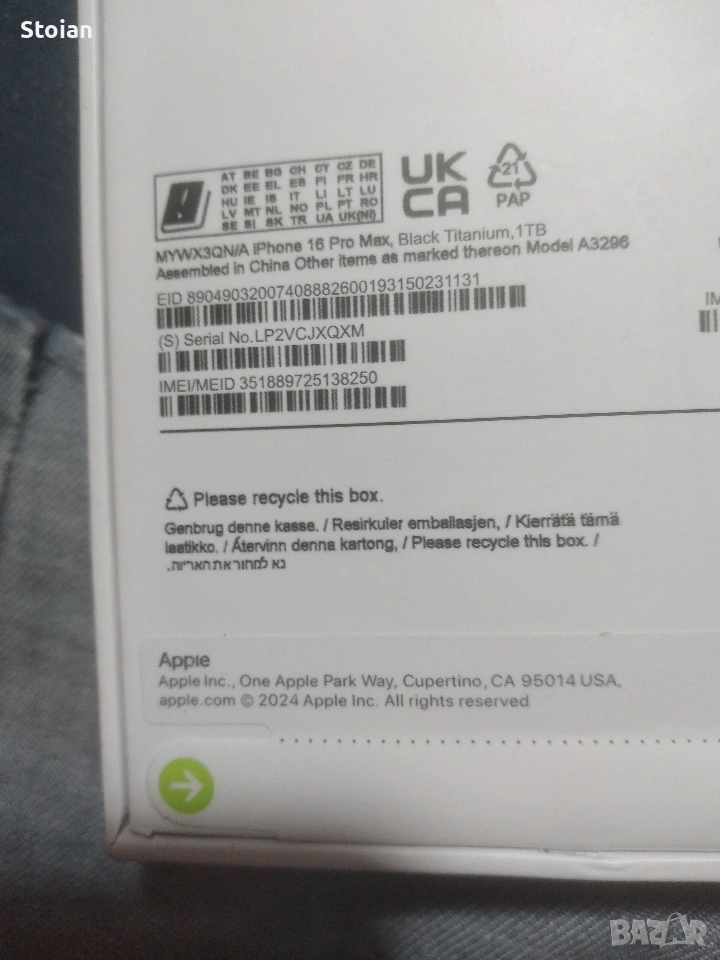 Stoian
AT BE BG CH CY CZ DE
DK EE EL ES FI FR HR
HU IE IS IT LI LT LU
LV MT NL NO PL PT RO
SE SI SK TR UA UK(NI)
UK
CA
21
PAP
MYWX3QN/A iPhone 16 Pro Max, Black Titanium,1TB
Assembled in China Other items as marked thereon Model A3296
EID 89049032007408882600193150231131
(S) Serial No.LP2VCJXQXM
IMEI/MEID 351889725138250
IM
Please recycle this box.
Genbrug denne kasse. / Resirkuler emballasjen, / Kierrätä tämä
laatikko. / Återvinn denna kartong, / Please recycle this box. /
נא למחזר את האריזה.
Apple
Apple Inc., One Apple Park Way, Cupertino, CA 95014 USA,
apple.com © 2024 Apple Inc. All rights reserved
BAZAR